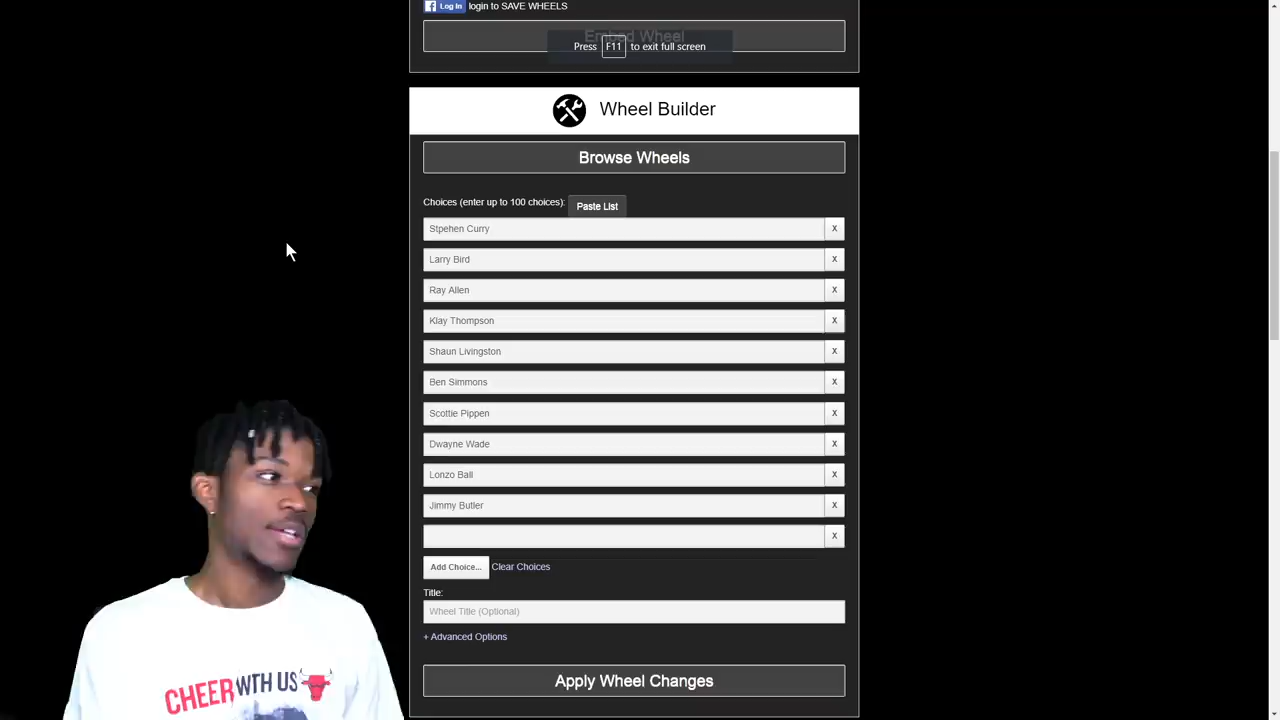 Log In login to SAVE WHEELS
Embed Wheel
Press F11 to exit full screen
Wheel Builder
Browse Wheels
Choices (enter up to 100 choices): Paste List
Stpehen Curry X
Larry Bird X
Ray Allen X
Klay Thompson X
Shaun Livingston X
Ben Simmons X
Scottie Pippen X
Dwayne Wade X
Lonzo Ball X
Jimmy Butler X
X
Add Choice... Clear Choices
Title:
Wheel Title (Optional)
+ Advanced Options
Apply Wheel Changes
CHEER WTH US